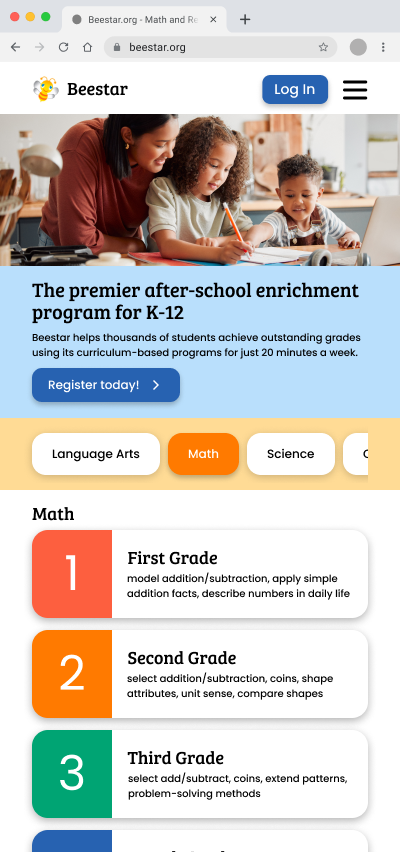 Beestar.org - Math and Re
beestar.org
Beestar
Log In
The premier after-school enrichment
program for K-12
Beestar helps thousands of students achieve outstanding grades
using its curriculum-based programs for just 20 minutes a week.
Register today!
Language Arts
Math
Science
Math
1
First Grade
model addition/subtraction, apply simple
addition facts, describe numbers in daily life
2
Second Grade
select addition/subtraction, coins, shape
attributes, unit sense, compare shapes
3
Third Grade
select add/subtract, coins, extend patterns,
problem-solving methods